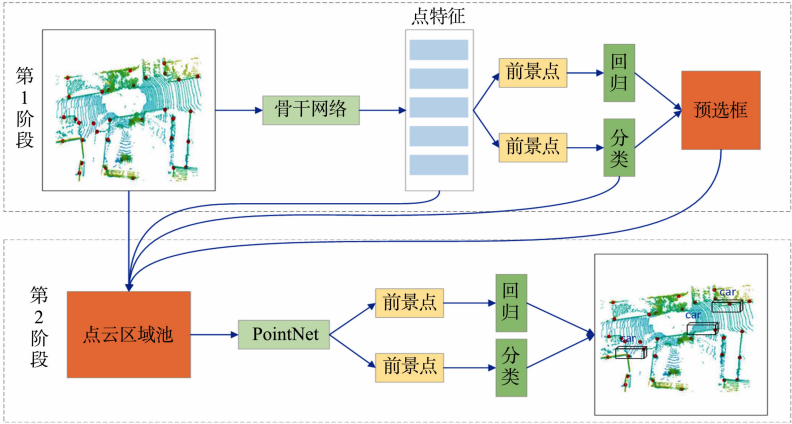 点特征
第1阶段
骨干网络
前景点
回归
前景点
分类
预选框
第2阶段
点云区域池
PointNet
前景点
回归
前景点
分类
car
car
car